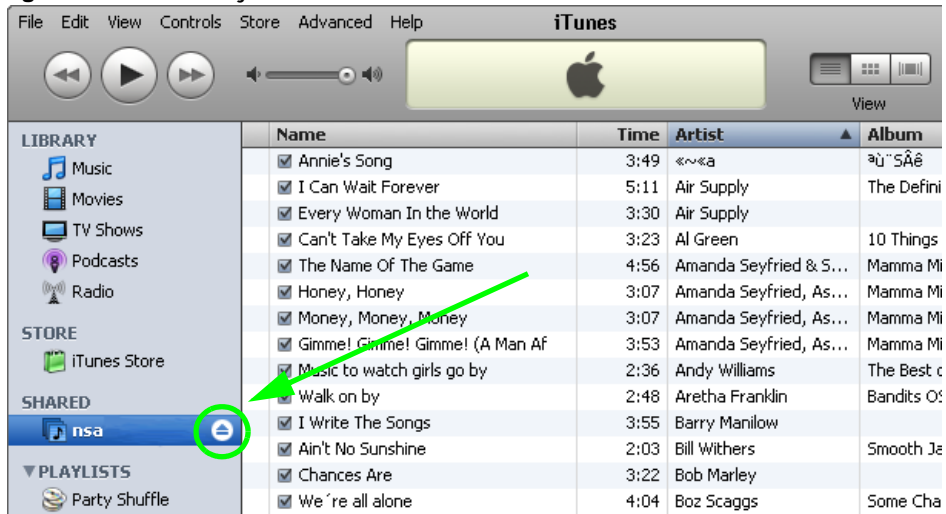 File Edit View Controls Store Advanced Help iTunes
View
LIBRARY
Music
Movies
TV Shows
Podcasts
Radio
STORE
iTunes Store
SHARED
nsa
PLAYLISTS
Party Shuffle
Name Time Artist Album
Annie's Song 3:49 «~«a ªù¨SÂê
I Can Wait Forever 5:11 Air Supply The Defini
Every Woman In the World 3:30 Air Supply
Can't Take My Eyes Off You 3:23 Al Green 10 Things
The Name Of The Game 4:56 Amanda Seyfried & S... Mamma Mi
Honey, Honey 3:07 Amanda Seyfried, As... Mamma Mi
Money, Money, Money 3:07 Amanda Seyfried, As... Mamma Mi
Gimme! Gimme! Gimme! (A Man Af 3:53 Amanda Seyfried, As... Mamma Mi
Music to watch girls go by 2:36 Andy Williams The Best o
Walk on by 2:48 Aretha Franklin Bandits OS
I Write The Songs 3:55 Barry Manilow
Ain't No Sunshine 2:03 Bill Withers Smooth Ja
Chances Are 3:22 Bob Marley
We´re all alone 4:04 Boz Scaggs Some Cha